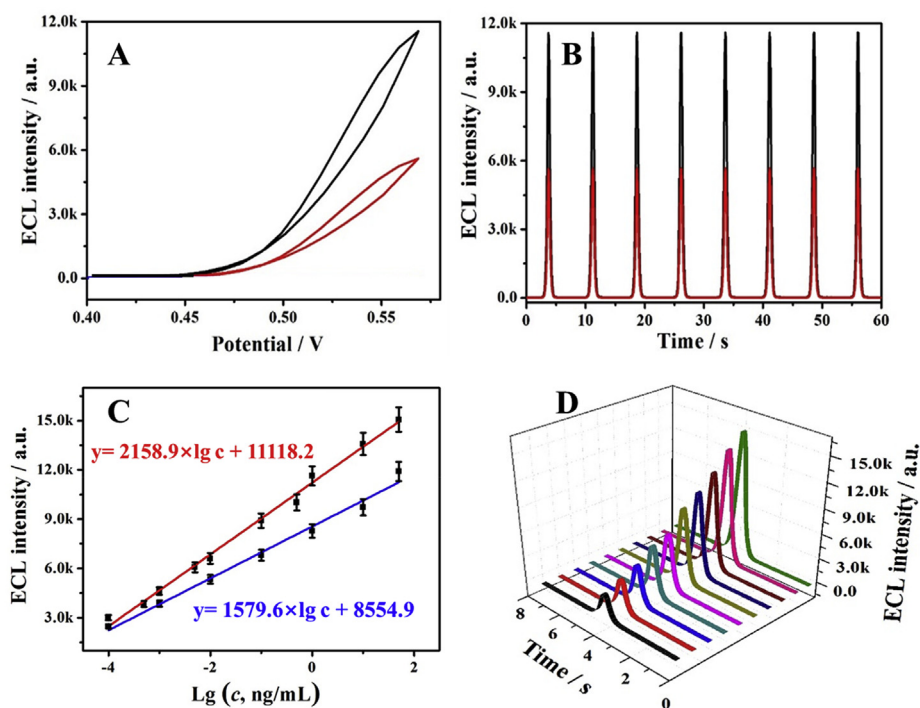 A
ECL intensity / a.u.
12.0k
9.0k
6.0k
3.0k
0.0
0.40 0.45 0.50 0.55
Potential / V
B
ECL intensity / a.u.
12.0k
9.0k
6.0k
3.0k
0.0
0 10 20 30 40 50 60
Time / s
C
ECL intensity / a.u.
15.0k
12.0k
9.0k
6.0k
3.0k
y= 2158.9×lg c + 11118.2
y= 1579.6×lg c + 8554.9
-4 -2 0 2
Lg (c, ng/mL)
D
15.0k
12.0k
9.0k
6.0k
3.0k
0.0
ECL intensity / a.u.
8 6 4 2 0
Time / s